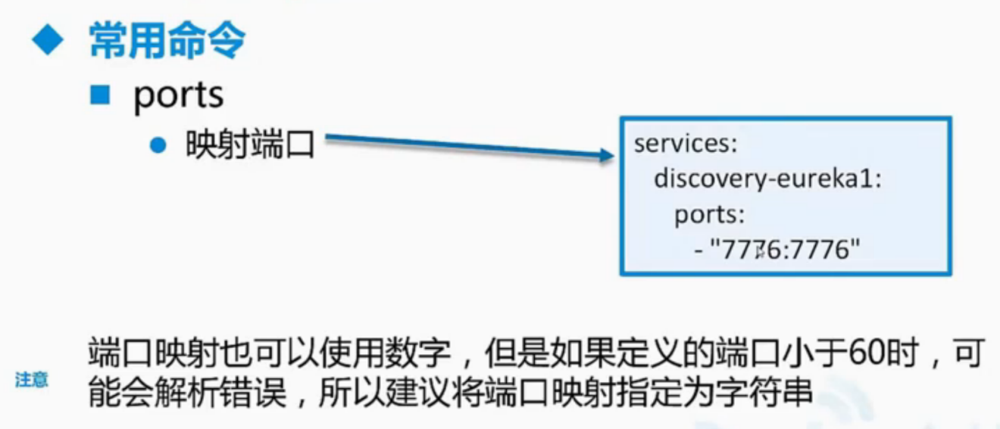 常用命令
ports
映射端口
services:
discovery-eureka1:
ports:
- "7776:7776"
端口映射也可以使用数字，但是如果定义的端口小于60时，可
注意
能会解析错误，所以建议将端口映射指定为字符串